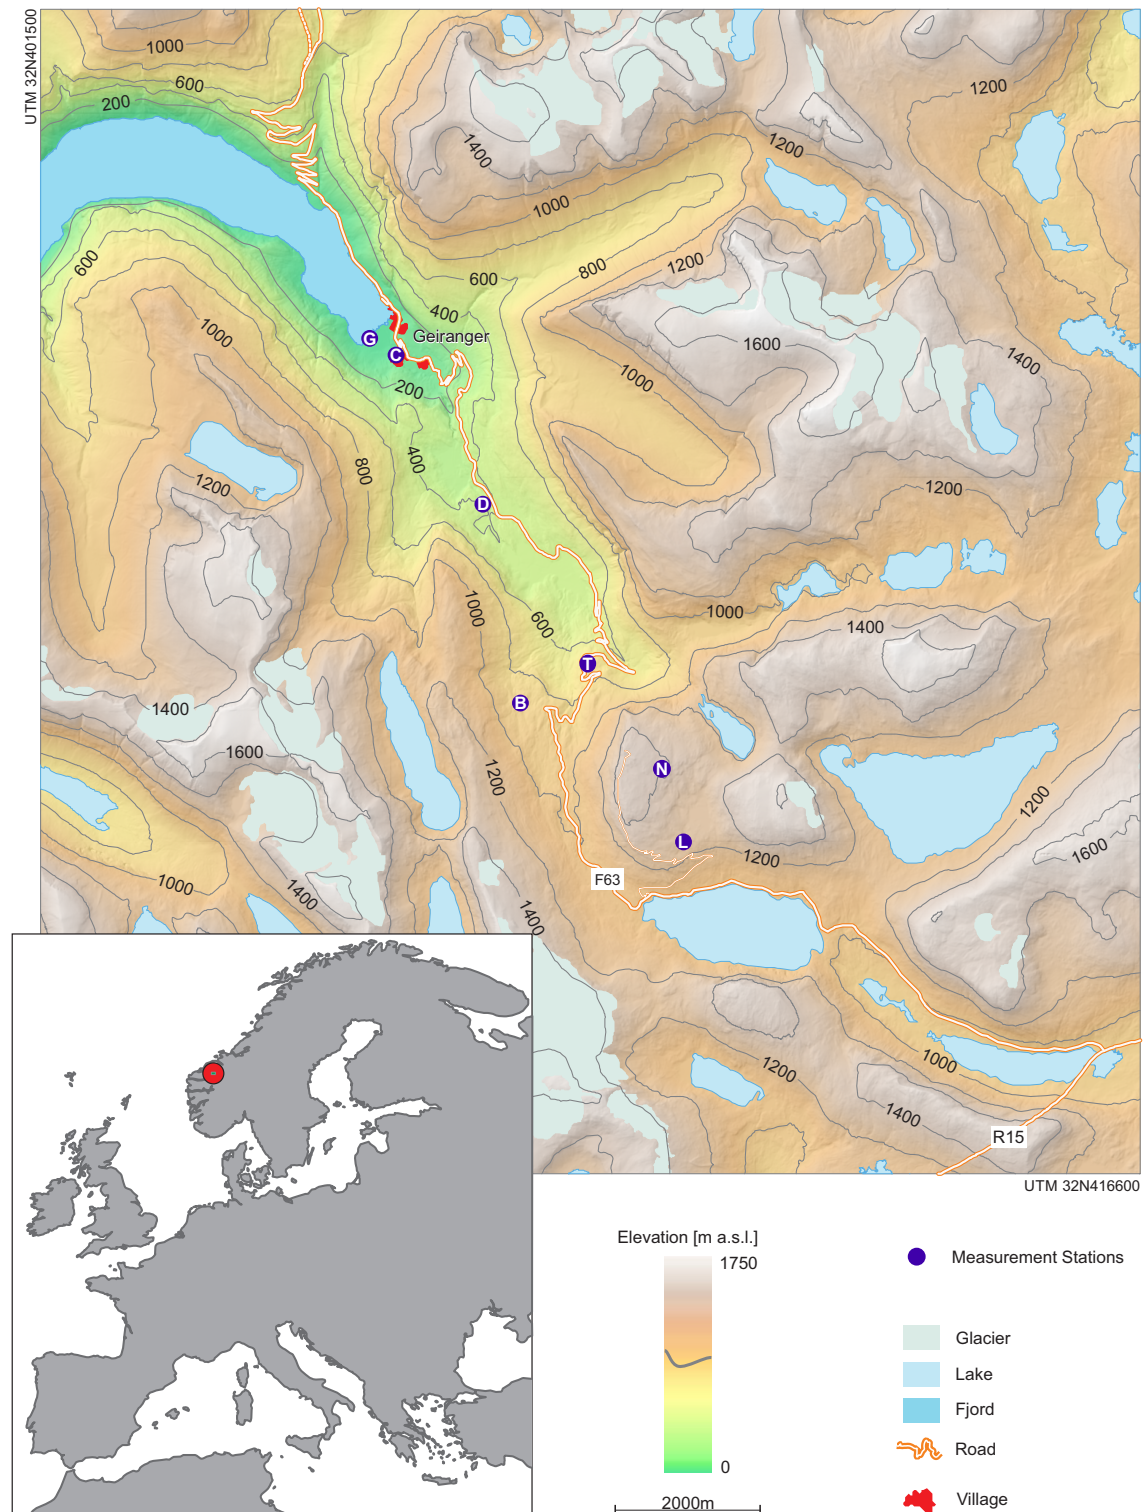 UTM 32N401500
1000
600
200
1200
1400
1200
1000
600
800
1200
600
400
1000
Geiranger
G
C
1600
1400
200
1000
400
800
1200
1200
D
1000
600
1000
1400
T
B
1400
1600
N
1200
1200
L
1200
1600
F63
1000
1400
1400
1200
1000
1400
R15
UTM 32N416600
Elevation [m a.s.l.]
1750
0
2000m
Measurement Stations
Glacier
Lake
Fjord
Road
Village